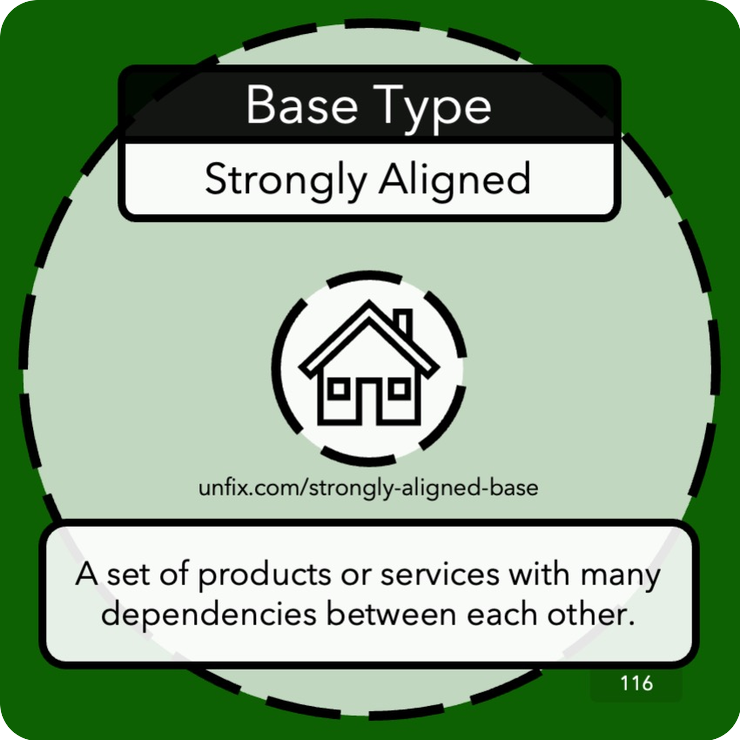 Base Type
Strongly Aligned
unfix.com/strongly-aligned-base
A set of products or services with many
dependencies between each other.
116